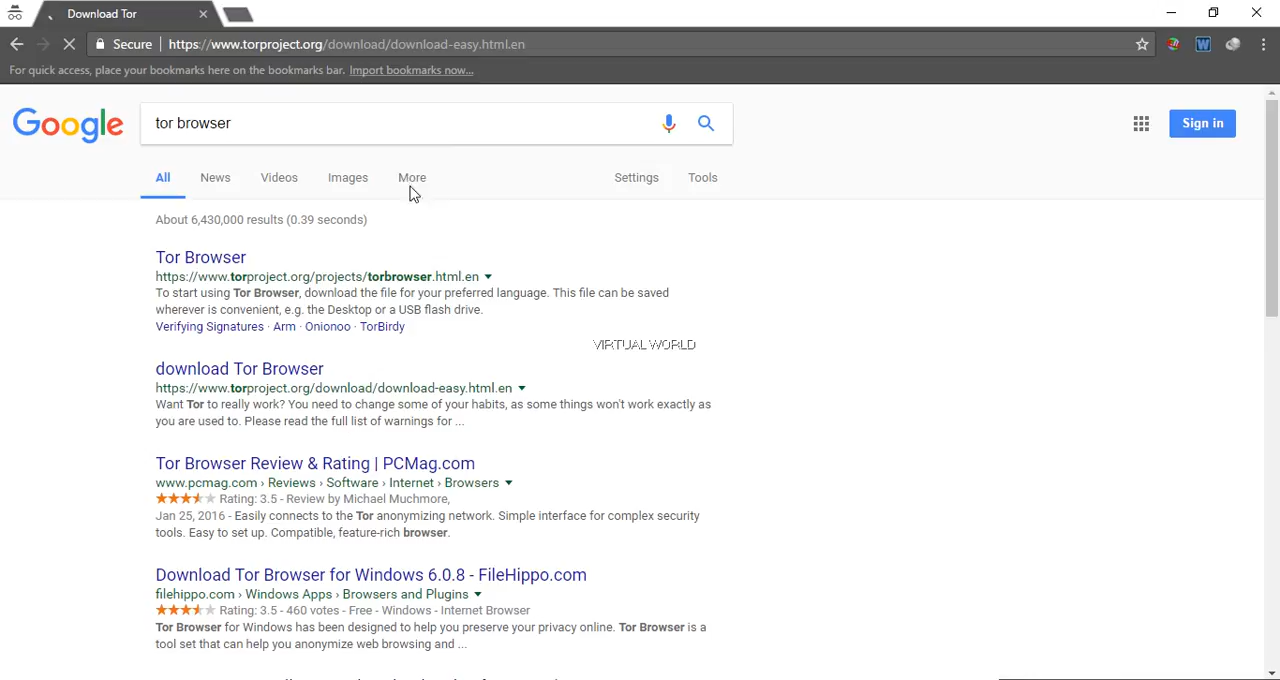 Download Tor
Secure | https://www.torproject.org/download/download-easy.html.en
For quick access, place your bookmarks here on the bookmarks bar. Import bookmarks now...
Google
tor browser
Sign in
All News Videos Images More Settings Tools
About 6,430,000 results (0.39 seconds)
Tor Browser
https://www.torproject.org/projects/torbrowser.html.en
To start using Tor Browser, download the file for your preferred language. This file can be saved
wherever is convenient, e.g. the Desktop or a USB flash drive.
Verifying Signatures · Arm · Onionoo · TorBirdy
VIRTUAL WORLD
download Tor Browser
https://www.torproject.org/download/download-easy.html.en
Want Tor to really work? You need to change some of your habits, as some things won't work exactly as
you are used to. Please read the full list of warnings for ...
Tor Browser Review & Rating | PCMag.com
www.pcmag.com › Reviews › Software › Internet › Browsers
Rating: 3.5 - Review by Michael Muchmore,
Jan 25, 2016 - Easily connects to the Tor anonymizing network. Simple interface for complex security
tools. Easy to set up. Compatible, feature-rich browser.
Download Tor Browser for Windows 6.0.8 - FileHippo.com
filehippo.com › Windows Apps › Browsers and Plugins
Rating: 3.5 - 460 votes - Free - Windows - Internet Browser
Tor Browser for Windows has been designed to help you preserve your privacy online. Tor Browser is a
tool set that can help you anonymize web browsing and ...